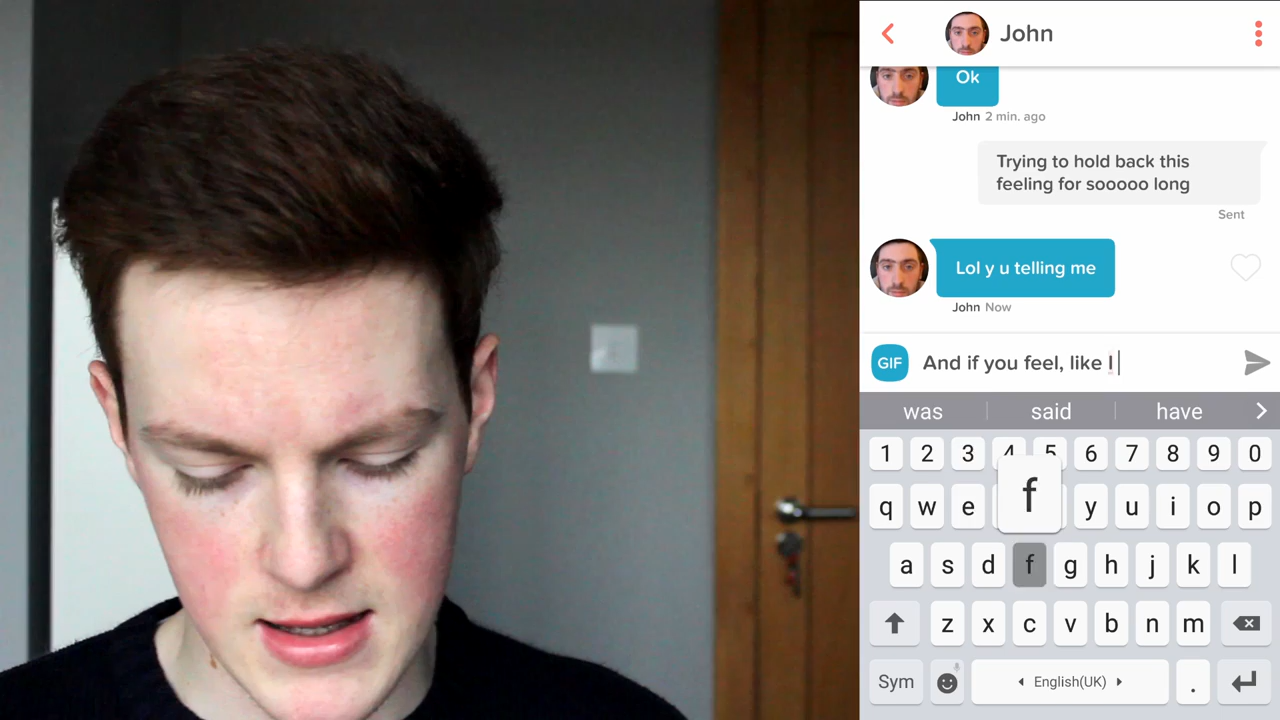 John
Ok
John 2 min. ago
Trying to hold back this
feeling for sooooo long
Sent
Lol y u telling me
John Now
GIF And if you feel, like I
was said have
1 2 3 4 5 6 7 8 9 0
q w e f y u i o p
a s d f g h j k l
z x c v b n m
Sym English(UK) .